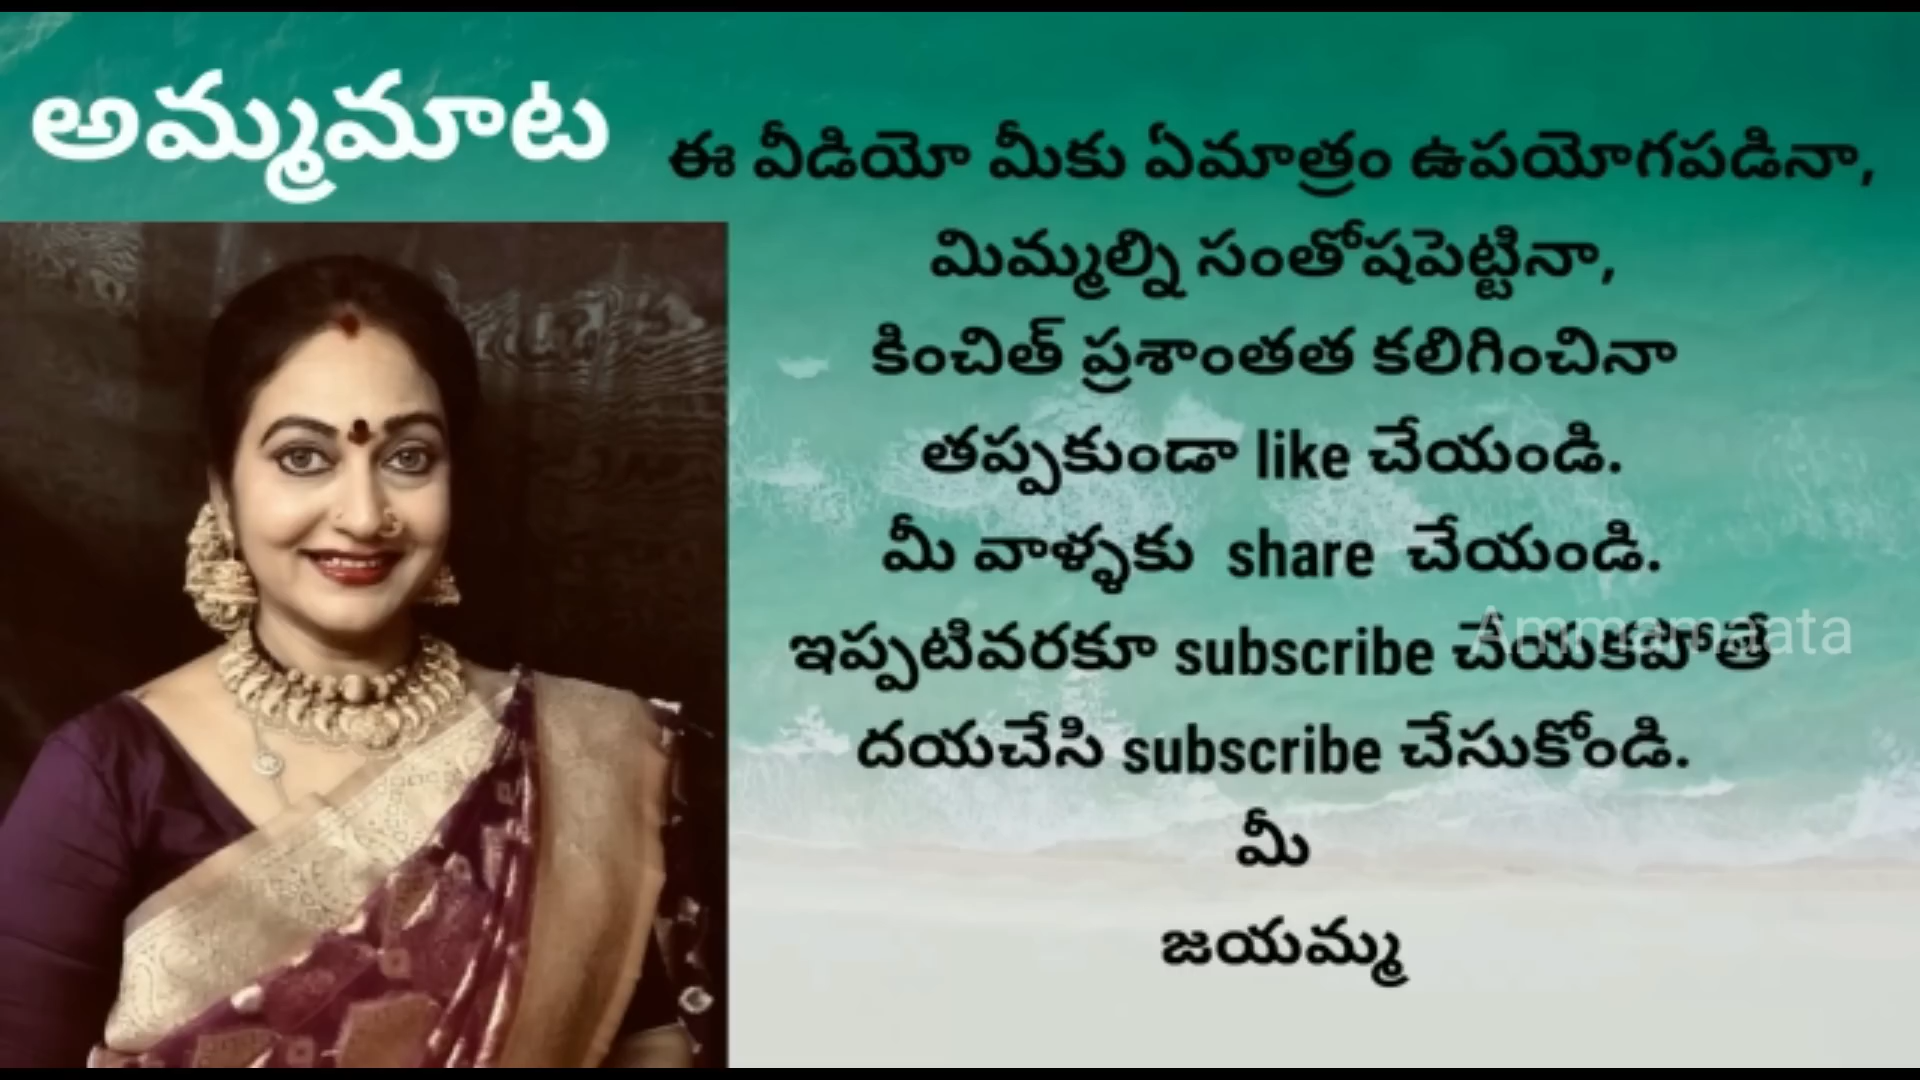 అమ్మమాట
ఈ వీడియో మీకు ఏమాత్రం ఉపయోగపడినా,
మిమ్మల్ని సంతోషపెట్టినా,
కించిత్ ప్రశాంతత కలిగించినా
తప్పకుండా like చేయండి.
మీ వాళ్ళకు share చేయండి.
ఇప్పటివరకూ subscribe చేయకపోతే
దయచేసి subscribe చేసుకోండి.
మీ
జయమ్మ
Ammamaata